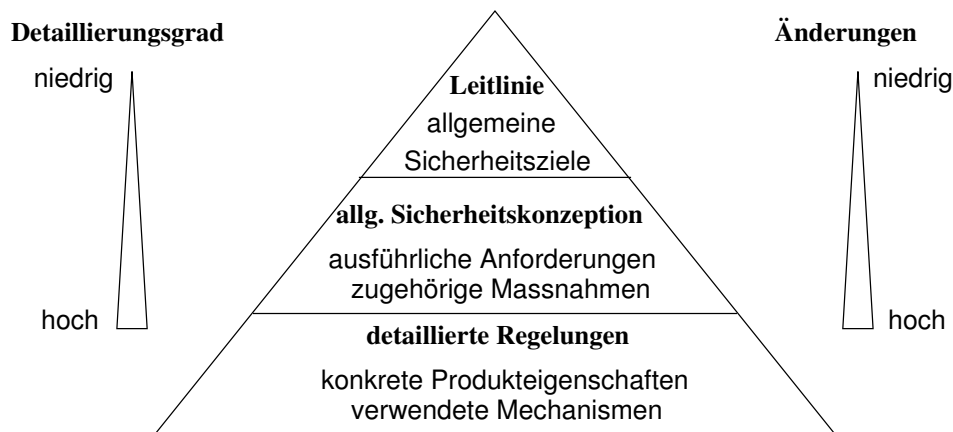 Detaillierungsgrad
niedrig
hoch
Leitlinie
allgemeine
Sicherheitsziele
allg. Sicherheitskonzeption
ausführliche Anforderungen
zugehörige Massnahmen
detaillierte Regelungen
konkrete Produkteigenschaften
verwendete Mechanismen
Änderungen
niedrig
hoch